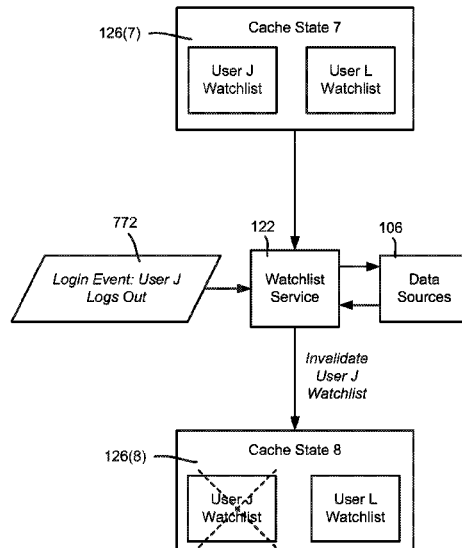 Cache State 7
126(7)
User J
Watchlist
User L
Watchlist
772
122
106
Login Event: User J
Logs Out
Watchlist
Service
Data
Sources
Invalidate
User J
Watchlist
Cache State 8
126(8)
User J
Watchlist
User L
Watchlist